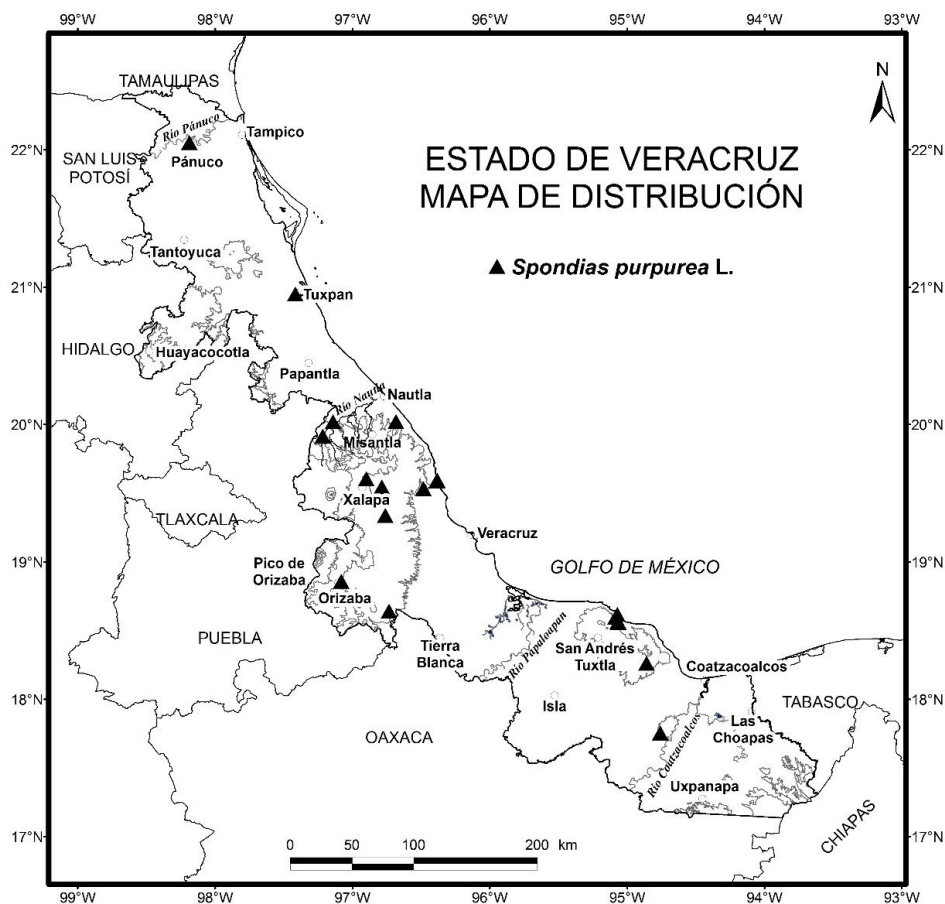 99°W 98°W 97°W 96°W 95°W 94°W 93°W
N
TAMAULIPAS
Río Pánuco
Tampico
22°N 22°N
Pánuco
SAN LUIS
POTOSÍ
ESTADO DE VERACRUZ
MAPA DE DISTRIBUCIÓN
Tantoyuca
Spondias purpurea L.
21°N 21°N
Tuxpan
HIDALGO
Huayacocotla
Papantla
Río Nautla
Nautla
20°N 20°N
Misantla
Xalapa
TLAXCALA
Veracruz
19°N 19°N
Pico de
Orizaba
GOLFO DE MÉXICO
Orizaba
PUEBLA
Tierra
Blanca
Río Papaloapan
San Andrés
Tuxtla
Coatzacoalcos
18°N 18°N
Isla
TABASCO
OAXACA
Río Coatzacoalcos
Las
Choapas
Uxpanapa
17°N 17°N
CHIAPAS
0 50 100 200 km
99°W 98°W 97°W 96°W 95°W 94°W 93°W